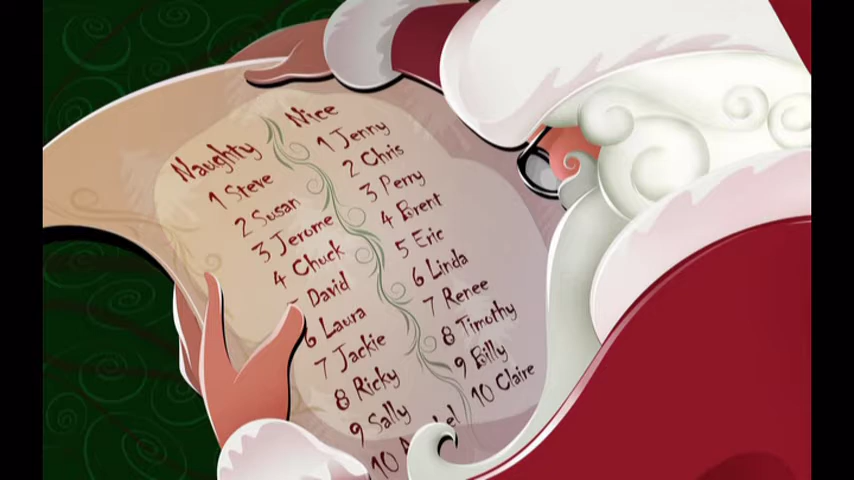 Naughty
1 Steve
2 Susan
3 Jerome
4 Chuck
David
6 Laura
7 Jackie
8 Ricky
9 Sally
10
Nice
1 Jenny
2 Chris
3 Perry
4 Brent
5 Eric
6 Linda
7 Renee
8 Timothy
9 Billy
10 Claire